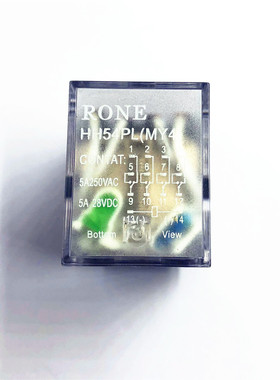 RONE
HH54PL(MY4)
CONTAT:
5A250VAC
5A 28VDC
1 2 3 4
5 6 7 8
9 10 11 12
13(-) 14
Bottom View